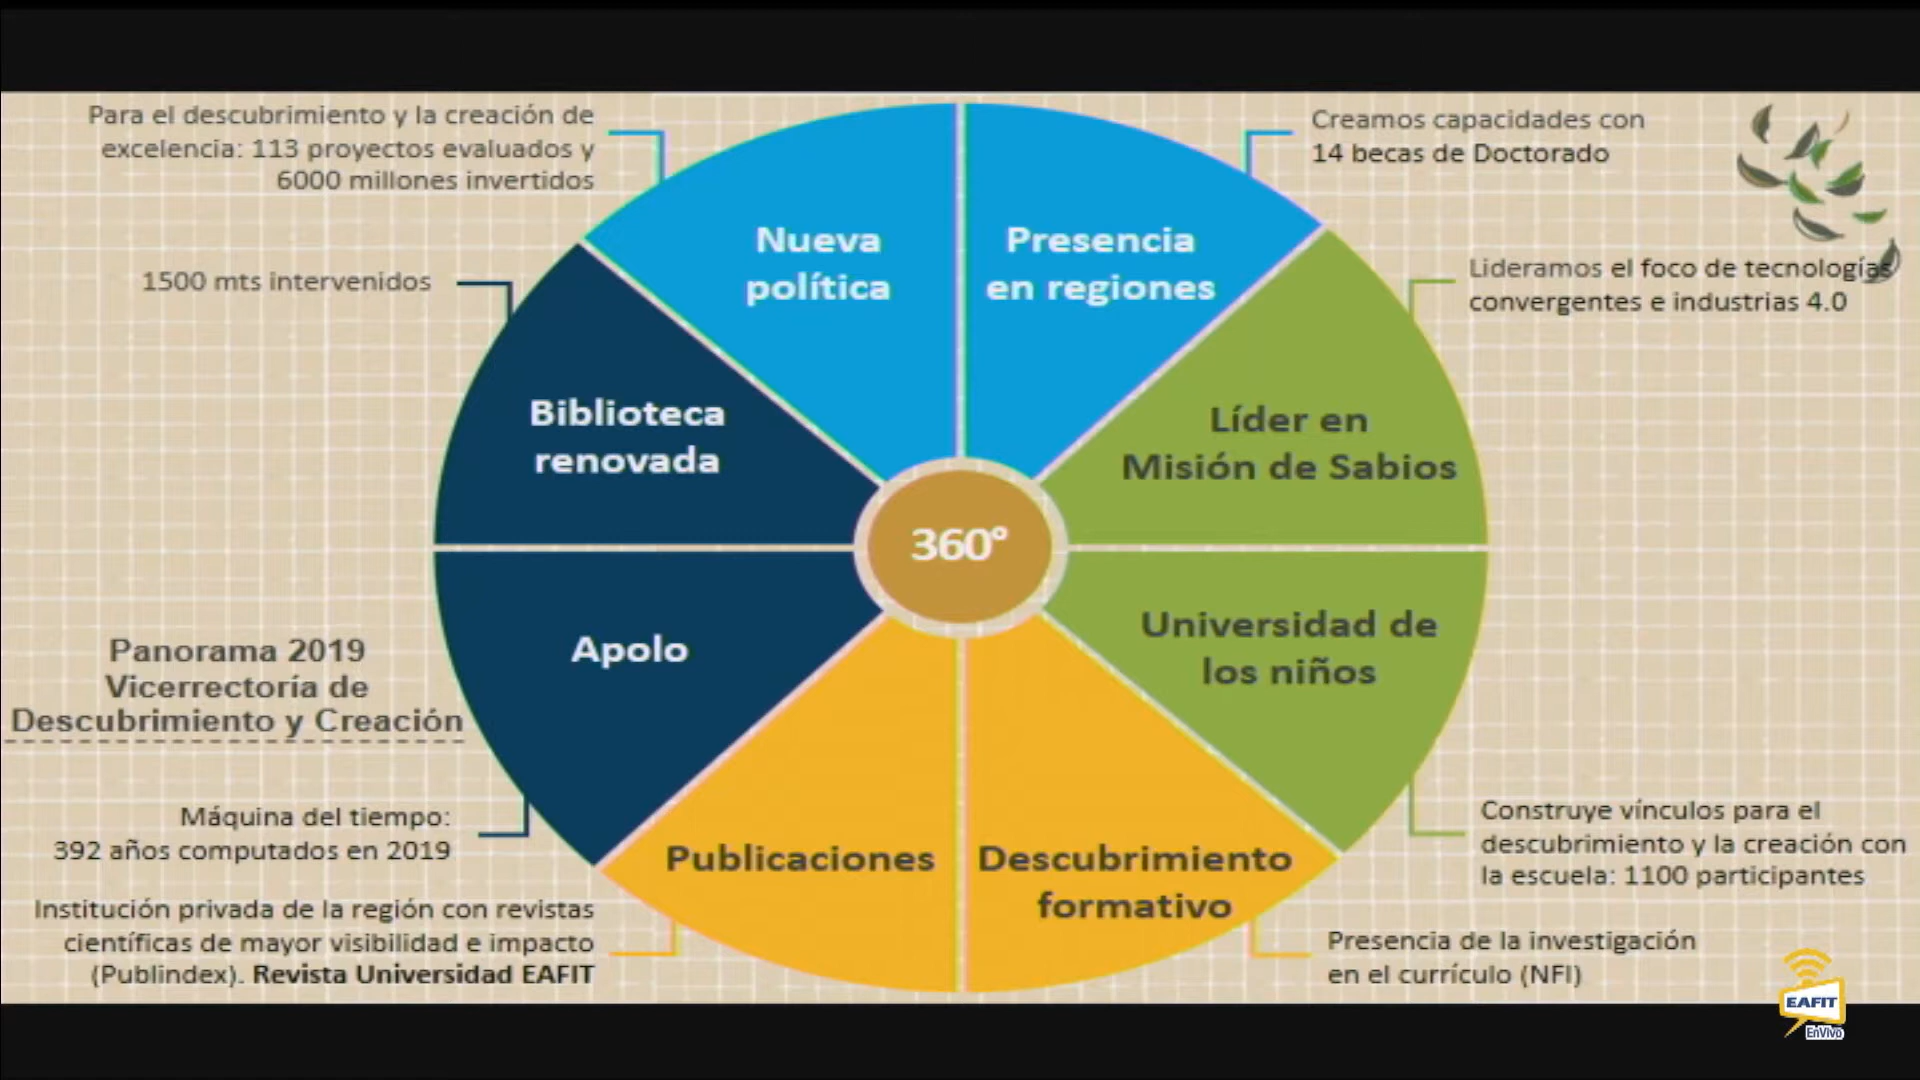 Para el descubrimiento y la creación de
excelencia: 113 proyectos evaluados y
6000 millones invertidos
Creamos capacidades con
14 becas de Doctorado
Nueva
política
Presencia
en regiones
1500 mts intervenidos
Lideramos el foco de tecnologías
convergentes e industrias 4.0
Biblioteca
renovada
Líder en
Misión de Sabios
360°
Apolo
Universidad de
los niños
Panorama 2019
Vicerrectoría de
Descubrimiento y Creación
Máquina del tiempo:
392 años computados en 2019
Construye vínculos para el
descubrimiento y la creación con
la escuela: 1100 participantes
Publicaciones
Descubrimiento
formativo
Institución privada de la región con revistas
científicas de mayor visibilidad e impacto
(Publindex). Revista Universidad EAFIT
Presencia de la investigación
en el currículo (NFI)
EAFIT
EnVivo